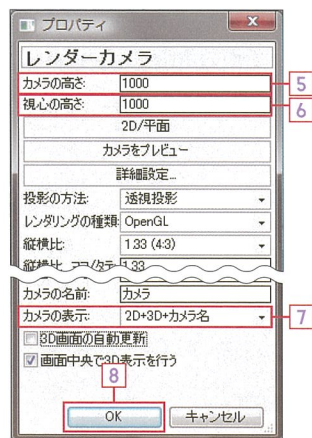 プロパティ
レンダーカメラ
カメラの高さ: 1000 5
視心の高さ: 1000 6
2D/平面
カメラをプレビュー
詳細設定...
投影の方法: 透視投影
レンダリングの種類: OpenGL
縦横比: 1.33 (4:3)
縦横比 1.33
カメラの名前: カメラ
カメラの表示: 2D+3D+カメラ名 7
3D画面の自動更新
画面中央で3D表示を行う
8
OK キャンセル